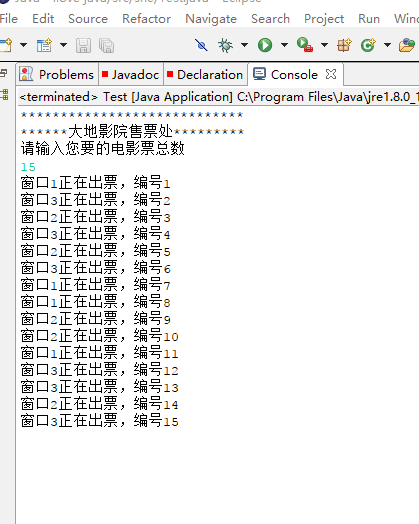 File Edit Source Refactor Navigate Search Project Run Win
Problems Javadoc Declaration Console
<terminated> Test [Java Application] C:\Program Files\Java\jre1.8.0_1
****************************
******大地影院售票处*********
请输入您要的电影票总数
15
窗口1正在出票，编号1
窗口3正在出票，编号2
窗口2正在出票，编号3
窗口3正在出票，编号4
窗口2正在出票，编号5
窗口3正在出票，编号6
窗口1正在出票，编号7
窗口1正在出票，编号8
窗口2正在出票，编号9
窗口2正在出票，编号10
窗口1正在出票，编号11
窗口3正在出票，编号12
窗口3正在出票，编号13
窗口2正在出票，编号14
窗口3正在出票，编号15